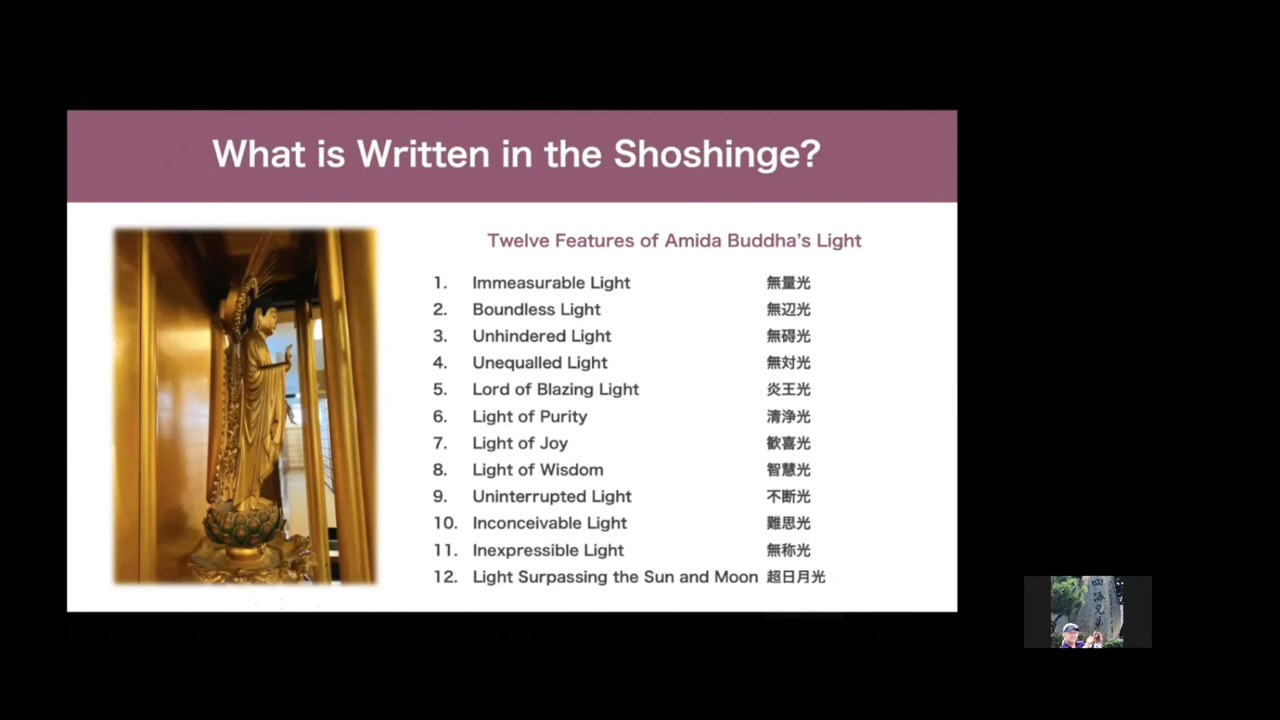 What is Written in the Shoshinge?
Twelve Features of Amida Buddha's Light
1. Immeasurable Light 無量光
2. Boundless Light 無辺光
3. Unhindered Light 無碍光
4. Unequalled Light 無対光
5. Lord of Blazing Light 炎王光
6. Light of Purity 清浄光
7. Light of Joy 歓喜光
8. Light of Wisdom 智慧光
9. Uninterrupted Light 不断光
10. Inconceivable Light 難思光
11. Inexpressible Light 無称光
12. Light Surpassing the Sun and Moon 超日月光
四海兄弟